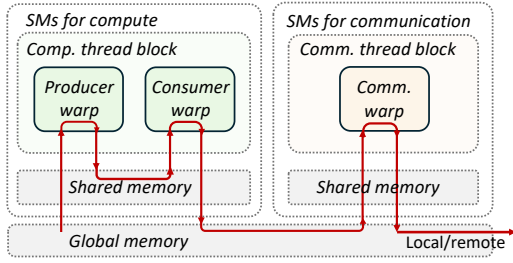 SMs for compute
Comp. thread block
Producer
warp
Consumer
warp
Shared memory
SMs for communication
Comm. thread block
Comm.
warp
Shared memory
Global memory
Local/remote